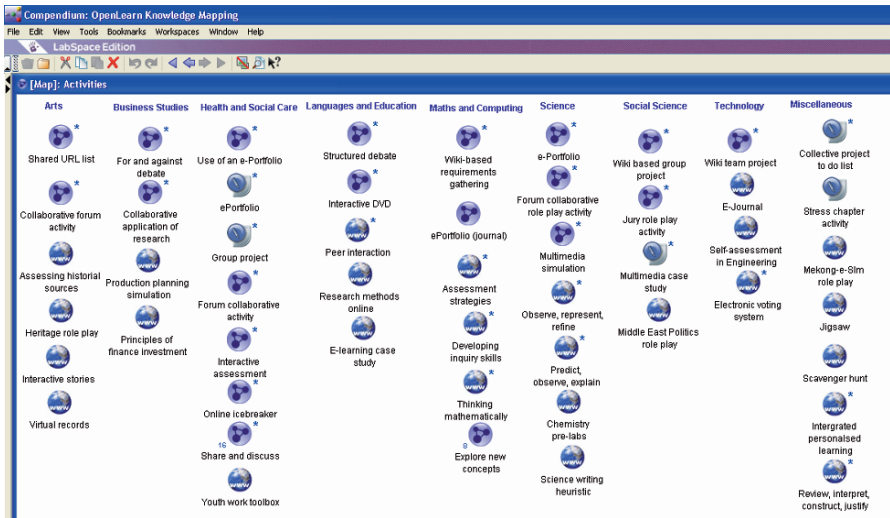 Compendium: OpenLearn Knowledge Mapping
File Edit View Tools Bookmarks Workspaces Window Help
LabSpace Edition
[Map]: Activities
Arts
Shared URL list
*
Collaborative forum
activity
*
Assessing historial
sources
Heritage role play
Interactive stories
Virtual records
Business Studies
For and against
debate
*
Collaborative
application of
research
*
Production planning
simulation
Principles of
finance investment
Health and Social Care
Use of an e-Portfolio
*
ePortfolio
*
Group project
*
Forum collaborative
activity
*
Interactive
assessment
*
Online icebreaker
*
16
Share and discuss
*
Youth work toolbox
Languages and Education
Structured debate
*
Interactive DVD
*
Peer interaction
*
Research methods
online
E-learning case
study
Maths and Computing
Wiki-based
requirements
gathering
*
ePortfolio (journal)
Assessment
strategies
*
Developing
inquiry skills
*
Thinking
mathematically
*
8
Explore new
concepts
Science
e-Portfolio
*
Forum collaborative
role play activity
*
Multimedia
simulation
*
Observe, represent,
refine
*
Predict,
observe, explain
*
Chemistry
pre-labs
Science writing
heuristic
Social Science
Wiki based group
project
*
Jury role play
activity
*
Multimedia case
study
*
Middle East Politics
role play
Technology
Wiki team project
*
E-Journal
Self-assessment
in Engineering
Electronic voting
system
*
Miscellaneous
Collective project
to do list
*
Stress chapter
activity
Mekong-e-SIm
role play
Jigsaw
Scavenger hunt
Intergrated
personalised
learning
*
Review, interpret,
construct, justify
*